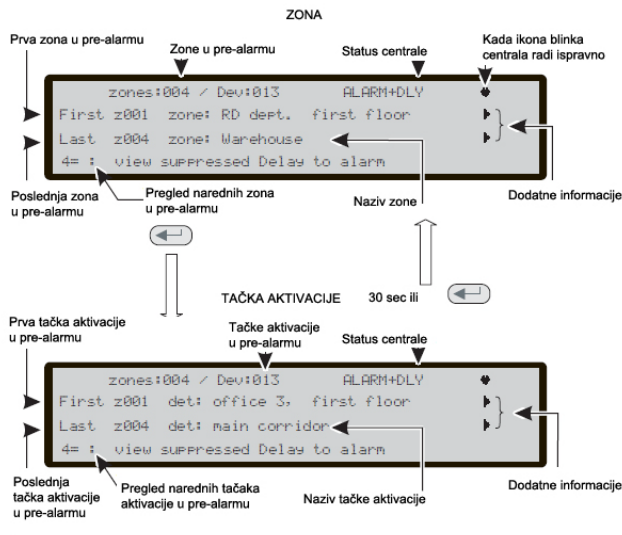 ZONA
Prva zona u pre-alarmu
Zone u pre-alarmu
Status centrale
Kada ikona blinka
centrala radi ispravno
zones:004 / Dev:013 ALARM+DLY
First z001 zone: RD dept. first floor
Last z004 zone: Warehouse
4= : view suppressed Delay to alarm
Poslednja zona
u pre-alarmu
Pregled narednih zona
u pre-alarmu
Naziv zone
Dodatne informacije
TAČKA AKTIVACIJE
30 sec ili
Prva tačka aktivacije
u pre-alarmu
Tačke aktivacije
u pre-alarmu
Status centrale
zones:004 / Dev:013 ALARM+DLY
First z001 det: office 3, first floor
Last z004 det: main corridor
4= : view suppressed Delay to alarm
Poslednja
tačka aktivacije
u pre-alarmu
Pregled narednih tačaka
aktivacije u pre-alarmu
Naziv tačke aktivacije
Dodatne informacije